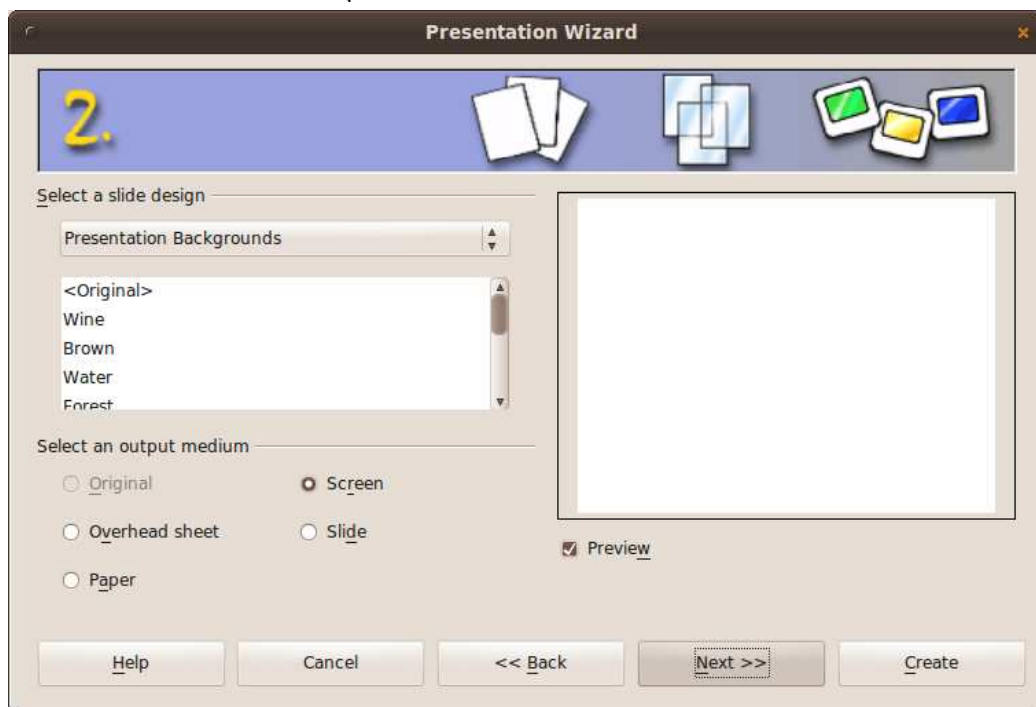 Presentation Wizard
2.
Select a slide design
Presentation Backgrounds
<Original>
Wine
Brown
Water
Forest
Select an output medium
Original
Screen
Overhead sheet
Slide
Paper
Preview
Help
Cancel
<< Back
Next >>
Create